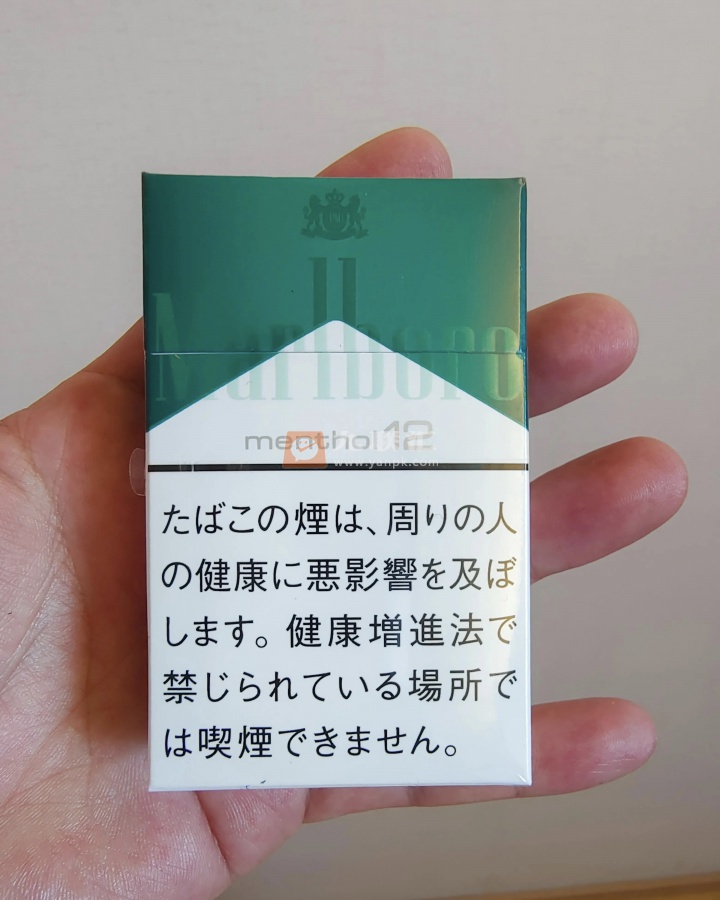 Marlboro
menthol 12
www.yanpk.com
たばこの煙は、周りの人
の健康に悪影響を及ぼ
します。健康増進法で
禁じられている場所で
は喫煙できません。